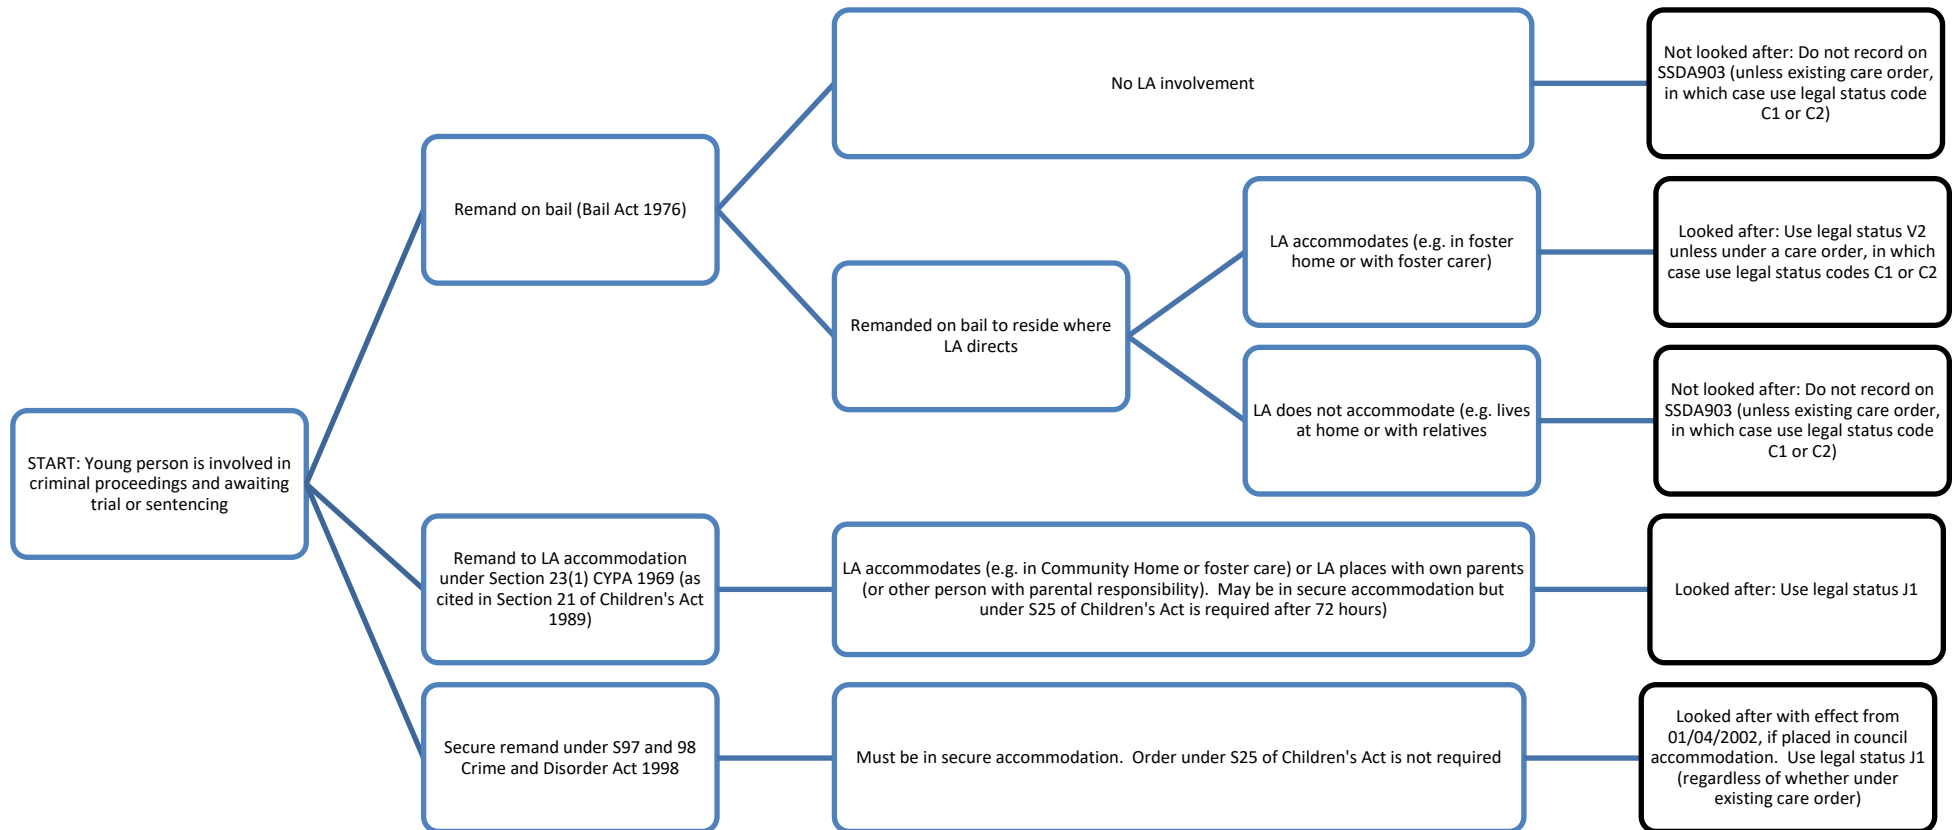 START: Young person is involved in
criminal proceedings and awaiting
trial or sentencing
Remand on bail (Bail Act 1976)
No LA involvement
Not looked after: Do not record on
SSDA903 (unless existing care order,
in which case use legal status code
C1 or C2)
Remanded on bail to reside where
LA directs
LA accommodates (e.g. in foster
home or with foster carer)
Looked after: Use legal status V2
unless under a care order, in which
case use legal status codes C1 or C2
LA does not accommodate (e.g. lives
at home or with relatives
Not looked after: Do not record on
SSDA903 (unless existing care order,
in which case use legal status code
C1 or C2)
Remand to LA accommodation
under Section 23(1) CYPA 1969 (as
cited in Section 21 of Children's Act
1989)
LA accommodates (e.g. in Community Home or foster care) or LA places with own parents
(or other person with parental responsibility). May be in secure accommodation but
under S25 of Children's Act is required after 72 hours)
Looked after: Use legal status J1
Secure remand under S97 and 98
Crime and Disorder Act 1998
Must be in secure accommodation. Order under S25 of Children's Act is not required
Looked after with effect from
01/04/2002, if placed in council
accommodation. Use legal status J1
(regardless of whether under
existing care order)